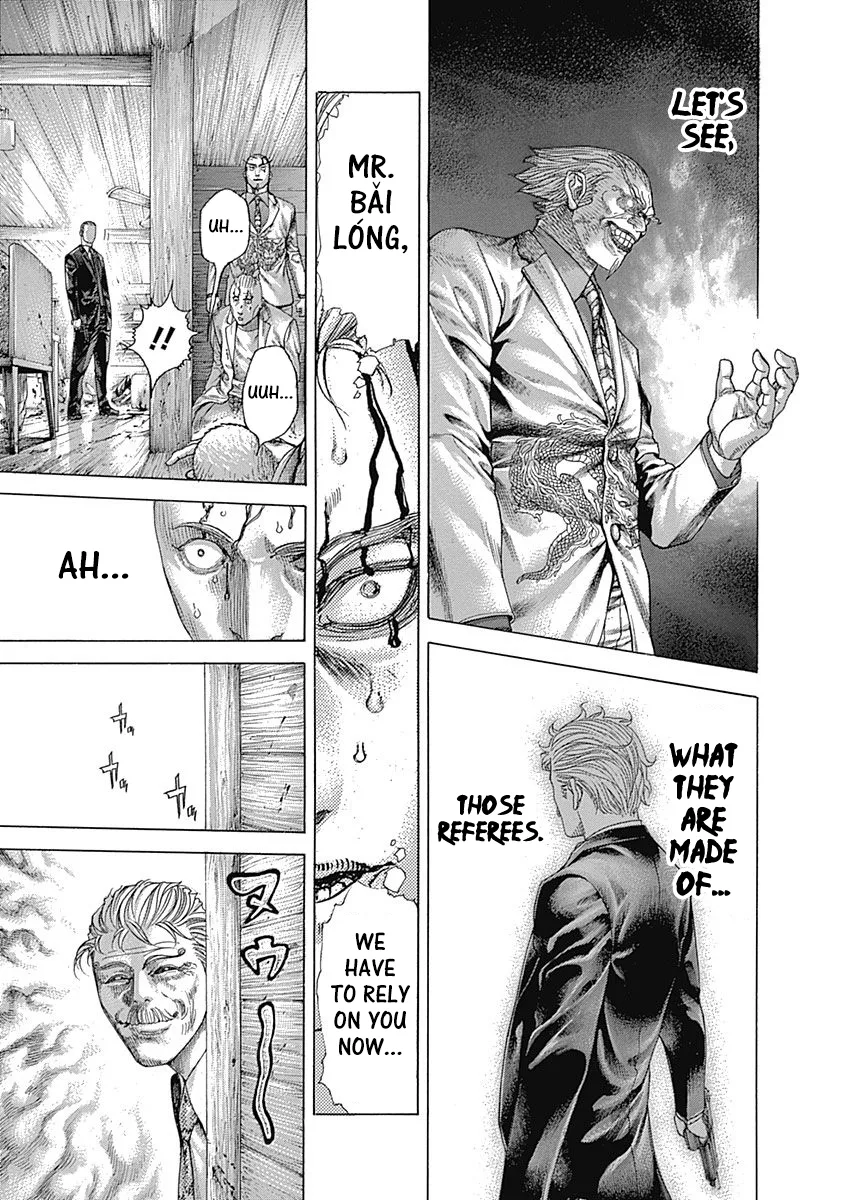 LET'S
SEE,
WHAT
THEY
ARE
MADE
OF...
THOSE
REFEREES.
MR.
BǍI
LÓNG,
WE
HAVE
TO RELY
ON YOU
NOW...
UH...
!!
UUH...
AH...
ヌゥー